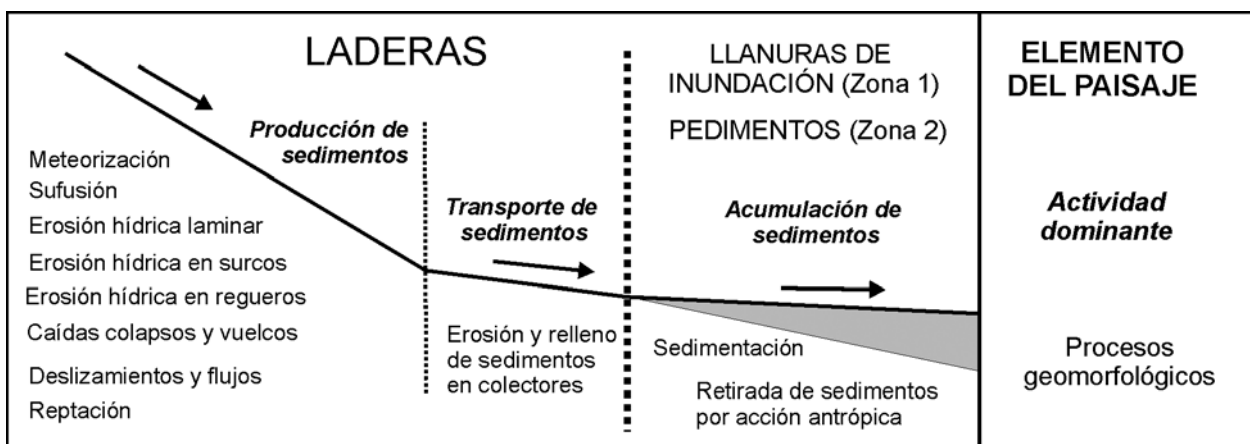 LADERAS
LLANURAS DE
INUNDACIÓN (Zona 1)
PEDIMENTOS (Zona 2)
ELEMENTO
DEL PAISAJE
Producción de
sedimentos
Transporte de
sedimentos
Acumulación de
sedimentos
Actividad
dominante
Meteorización
Sufusión
Erosión hídrica laminar
Erosión hídrica en surcos
Erosión hídrica en regueros
Caídas colapsos y vuelcos
Deslizamientos y flujos
Reptación
Erosión y relleno
de sedimentos
en colectores
Sedimentación
Retirada de sedimentos
por acción antrópica
Procesos
geomorfológicos